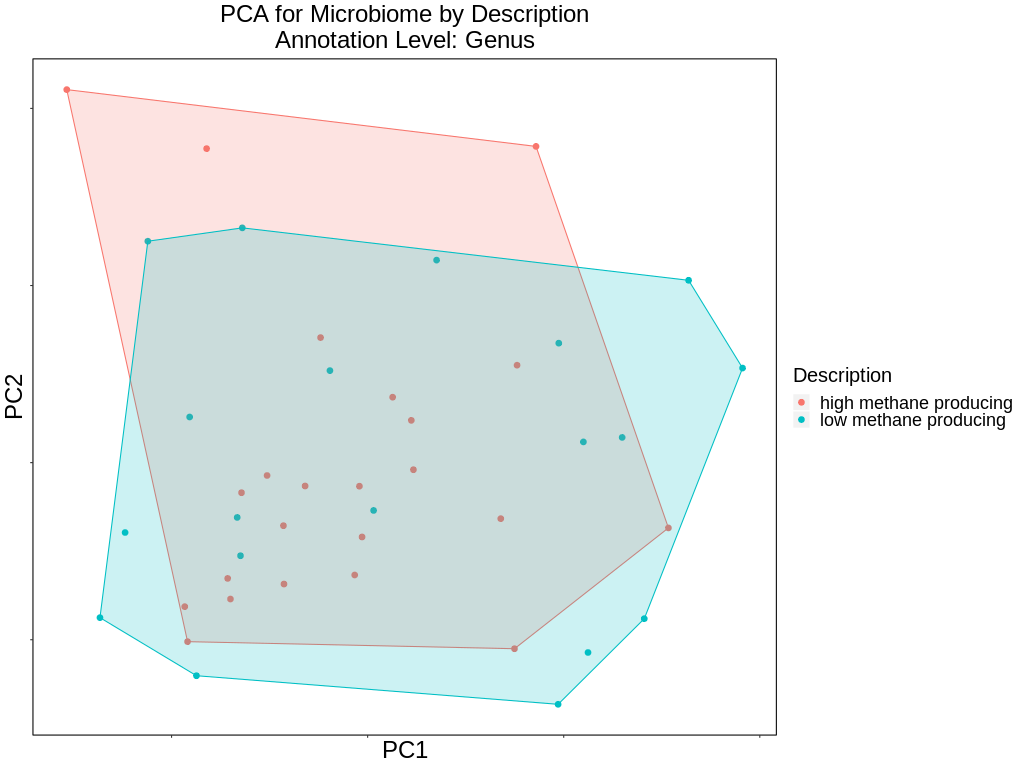 PCA for Microbiome by Description
Annotation Level: Genus
PC2
PC1
Description
high methane producing
low methane producing